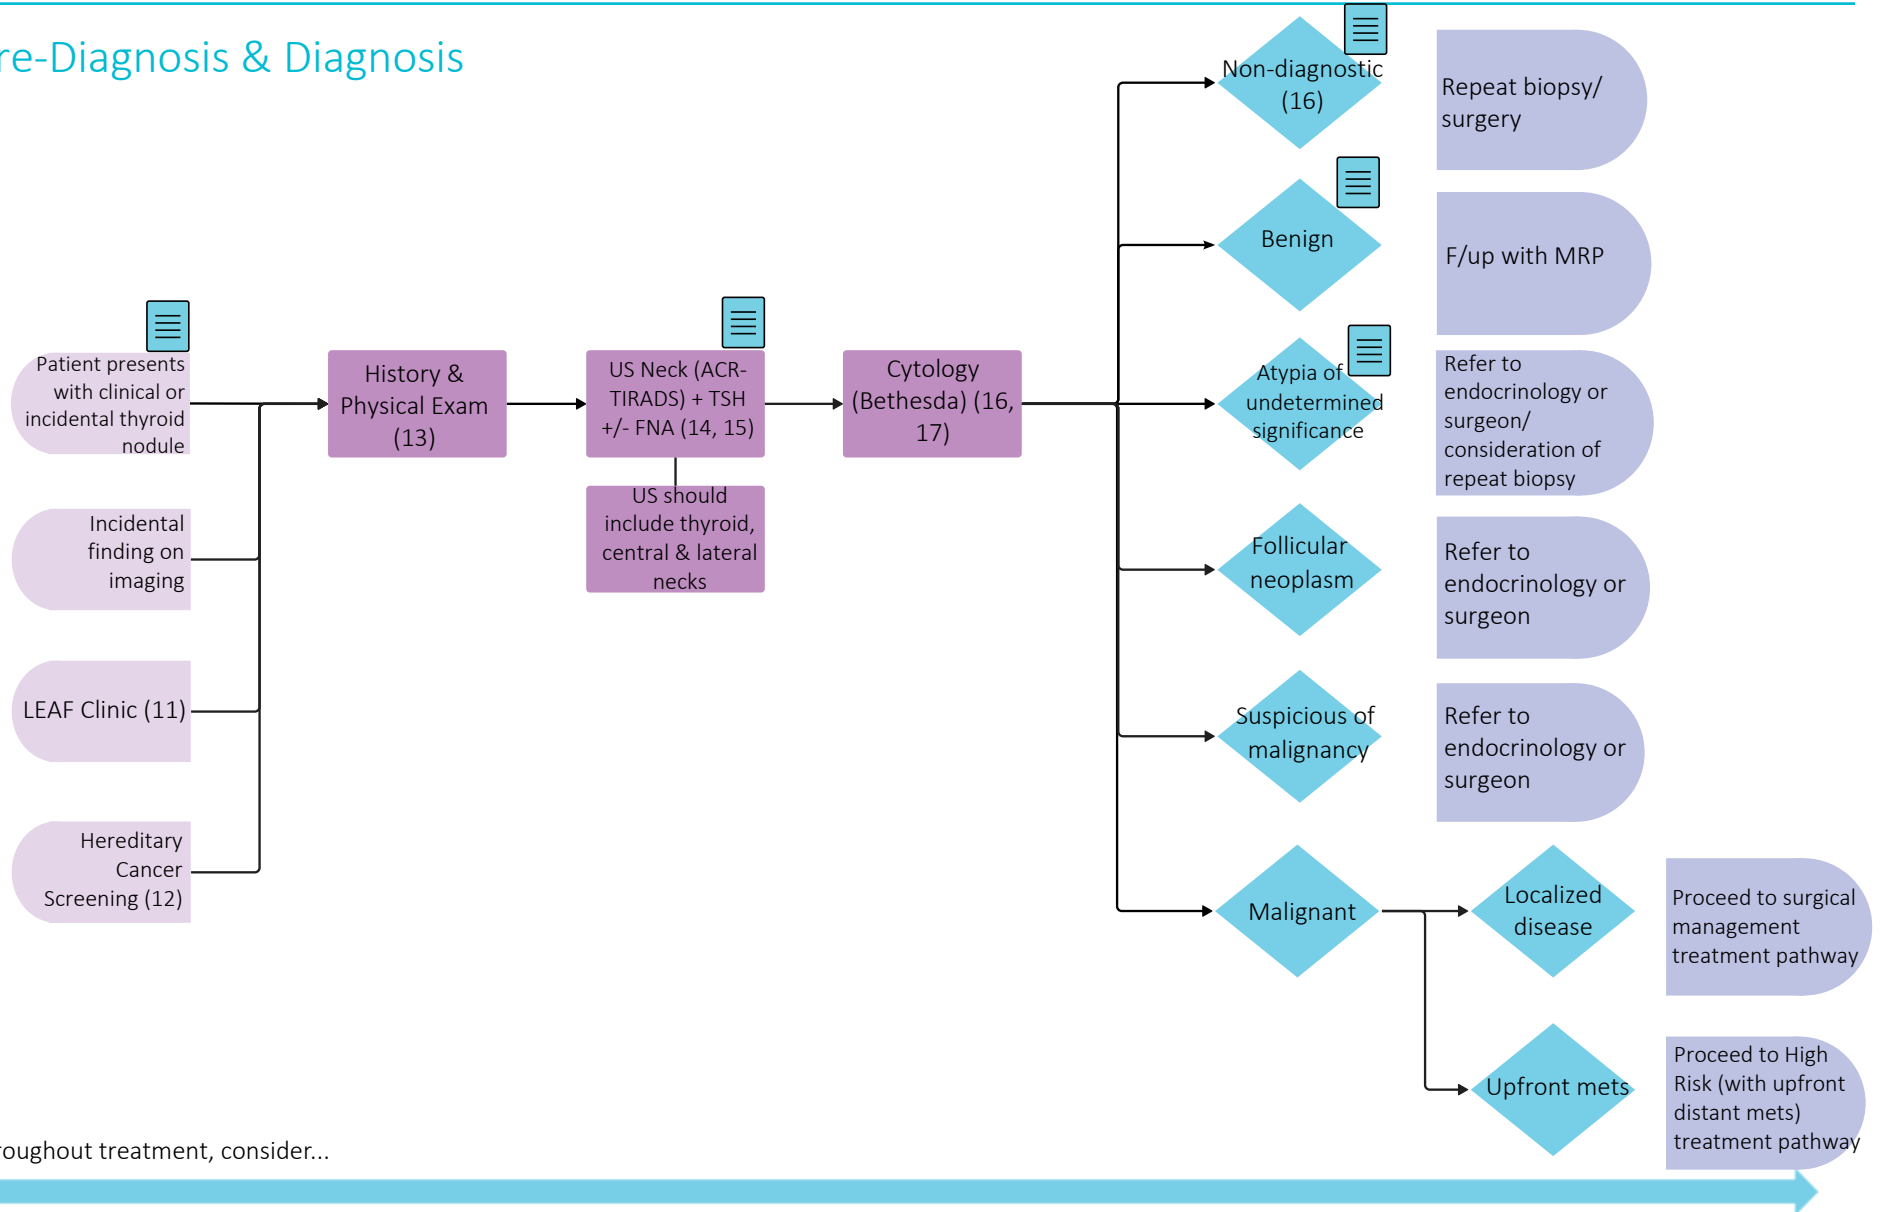 re-Diagnosis & Diagnosis
Patient presents
with clinical or
incidental thyroid
nodule
Incidental
finding on
imaging
LEAF Clinic (11)
Hereditary
Cancer
Screening (12)
History &
Physical Exam
(13)
US Neck (ACR-
TIRADS) + TSH
+/- FNA (14, 15)
US should
include thyroid,
central & lateral
necks
Cytology
(Bethesda) (16,
17)
Non-diagnostic
(16)
Repeat biopsy/
surgery
Benign
F/up with MRP
Atypia of
undetermined
significance
Refer to
endocrinology or
surgeon/
consideration of
repeat biopsy
Follicular
neoplasm
Refer to
endocrinology or
surgeon
Suspicious of
malignancy
Refer to
endocrinology or
surgeon
Malignant
Localized
disease
Proceed to surgical
management
treatment pathway
Upfront mets
Proceed to High
Risk (with upfront
distant mets)
treatment pathway
roughout treatment, consider...